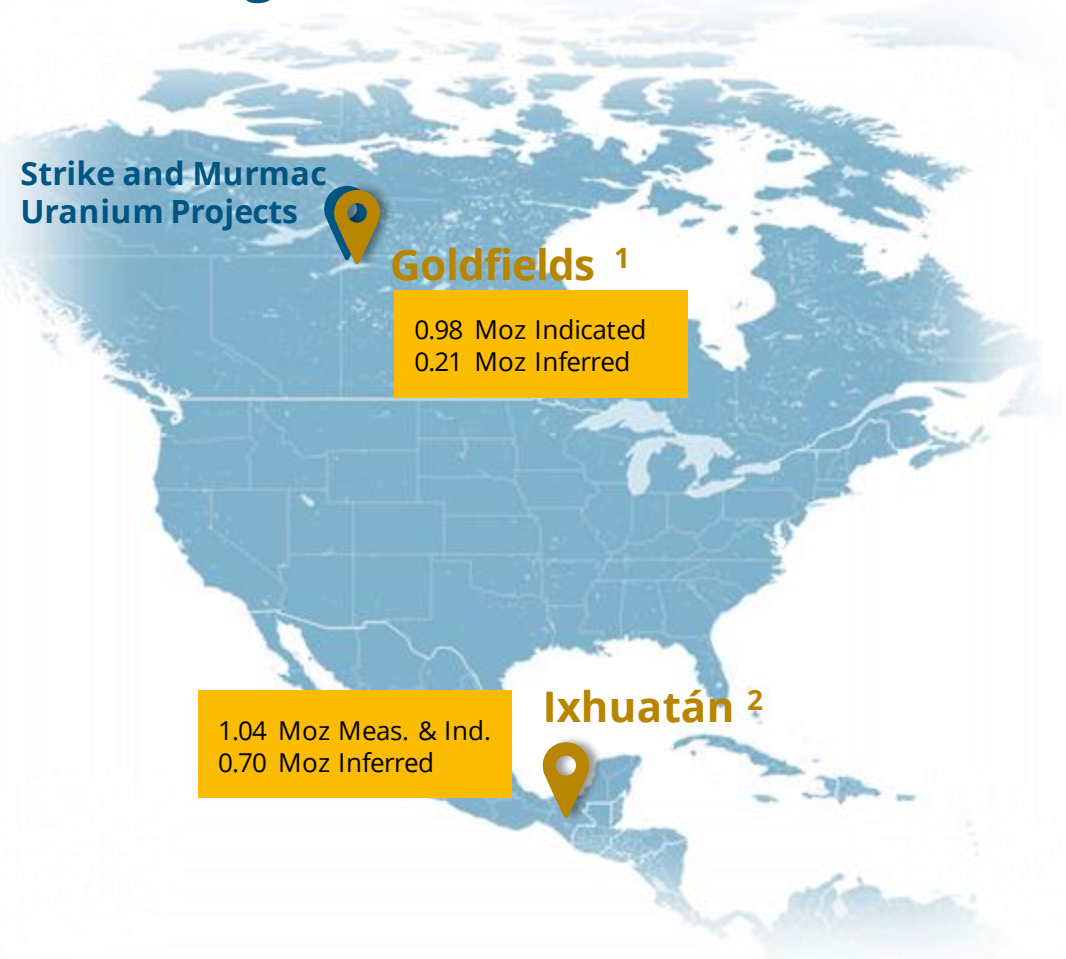 Strike and Murmac
Uranium Projects
Goldfields 1
0.98 Moz Indicated
0.21 Moz Inferred
Ixhuatán 2
1.04 Moz Meas. & Ind.
0.70 Moz Inferred